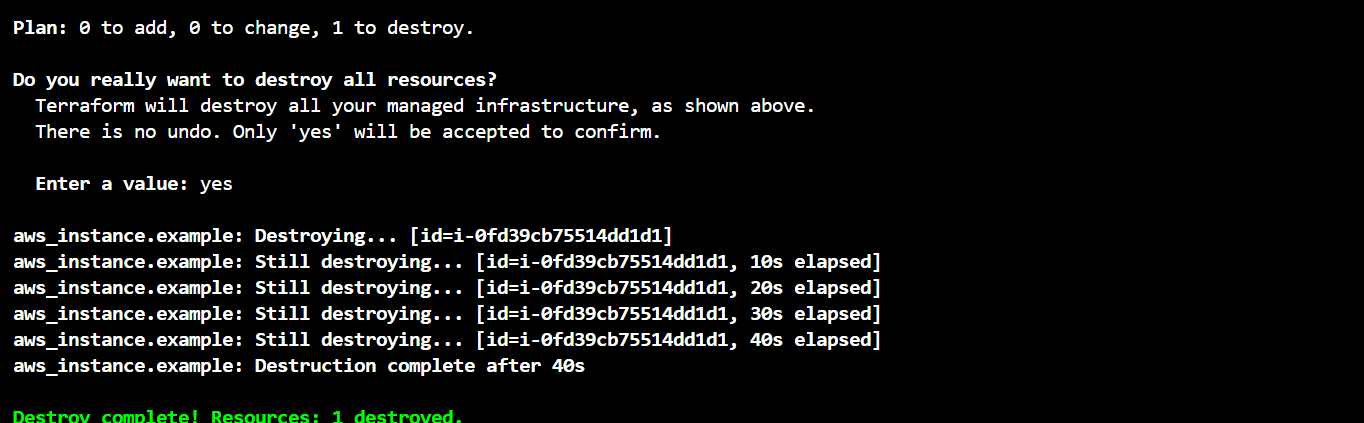 Plan: 0 to add, 0 to change, 1 to destroy.
Do you really want to destroy all resources?
Terraform will destroy all your managed infrastructure, as shown above.
There is no undo. Only 'yes' will be accepted to confirm.
Enter a value: yes
aws_instance.example: Destroying... [id=i-0fd39cb75514dd1d1]
aws_instance.example: Still destroying... [id=i-0fd39cb75514dd1d1, 10s elapsed]
aws_instance.example: Still destroying... [id=i-0fd39cb75514dd1d1, 20s elapsed]
aws_instance.example: Still destroying... [id=i-0fd39cb75514dd1d1, 30s elapsed]
aws_instance.example: Still destroying... [id=i-0fd39cb75514dd1d1, 40s elapsed]
aws_instance.example: Destruction complete after 40s
Destroy complete! Resources: 1 destroyed.